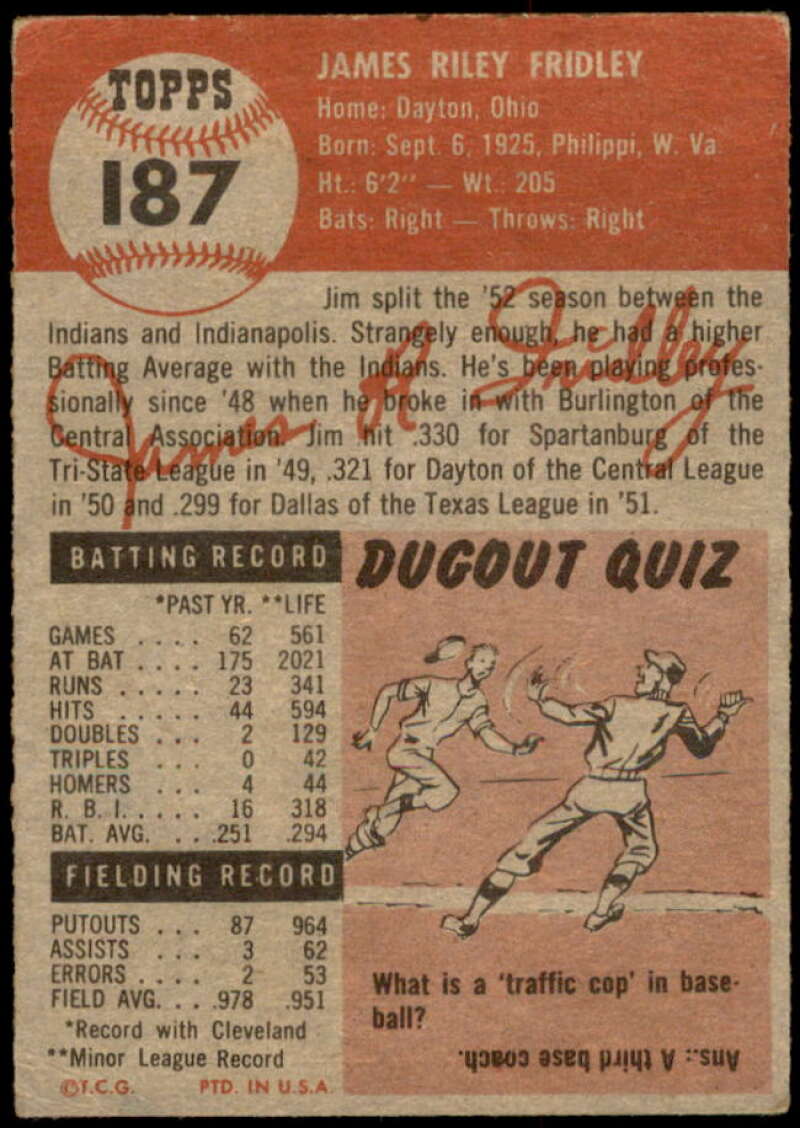 TOPPS
187
JAMES RILEY FRIDLEY
Home: Dayton, Ohio
Born: Sept. 6, 1925, Philippi, W. Va
Ht.: 6'2" — Wt.: 205
Bats: Right — Throws: Right
Jim split the '52 season between the
Indians and Indianapolis. Strangely enough, he had a higher
Batting Average with the Indians. He's been playing profes-
sionally since '48 when he broke in with Burlington of the
Central Association. Jim hit .330 for Spartanburg of the
Tri-State League in '49, .321 for Dayton of the Central League
in '50 and .299 for Dallas of the Texas League in '51.
James R Fridley
BATTING RECORD
*PAST YR. **LIFE
GAMES . . . . 62 561
AT BAT . . . . 175 2021
RUNS . . . . . 23 341
HITS . . . . . 44 594
DOUBLES . . . 2 129
TRIPLES . . . 0 42
HOMERS . . . 4 44
R. B. I. . . . . 16 318
BAT. AVG. . . .251 .294
FIELDING RECORD
PUTOUTS . . . 87 964
ASSISTS . . . 3 62
ERRORS . . . . 2 53
FIELD AVG. . . .978 .951
*Record with Cleveland
**Minor League Record
©T.C.G. PTD. IN U.S.A.
DUGOUT QUIZ
What is a 'traffic cop' in base-
ball?
Ans.: A third base coach.